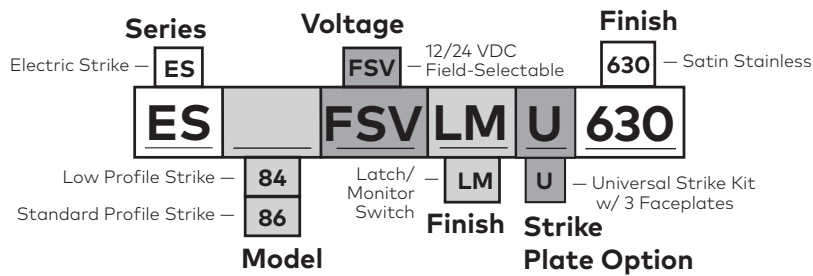 Series
Voltage
Finish
Electric Strike — ES
FSV — 12/24 VDC
Field-Selectable
630 — Satin Stainless
ES FSV LM U 630
Low Profile Strike — 84
Standard Profile Strike — 86
Model
Latch/
Monitor
Switch
— LM
Finish
U — Universal Strike Kit
w/ 3 Faceplates
Strike
Plate Option